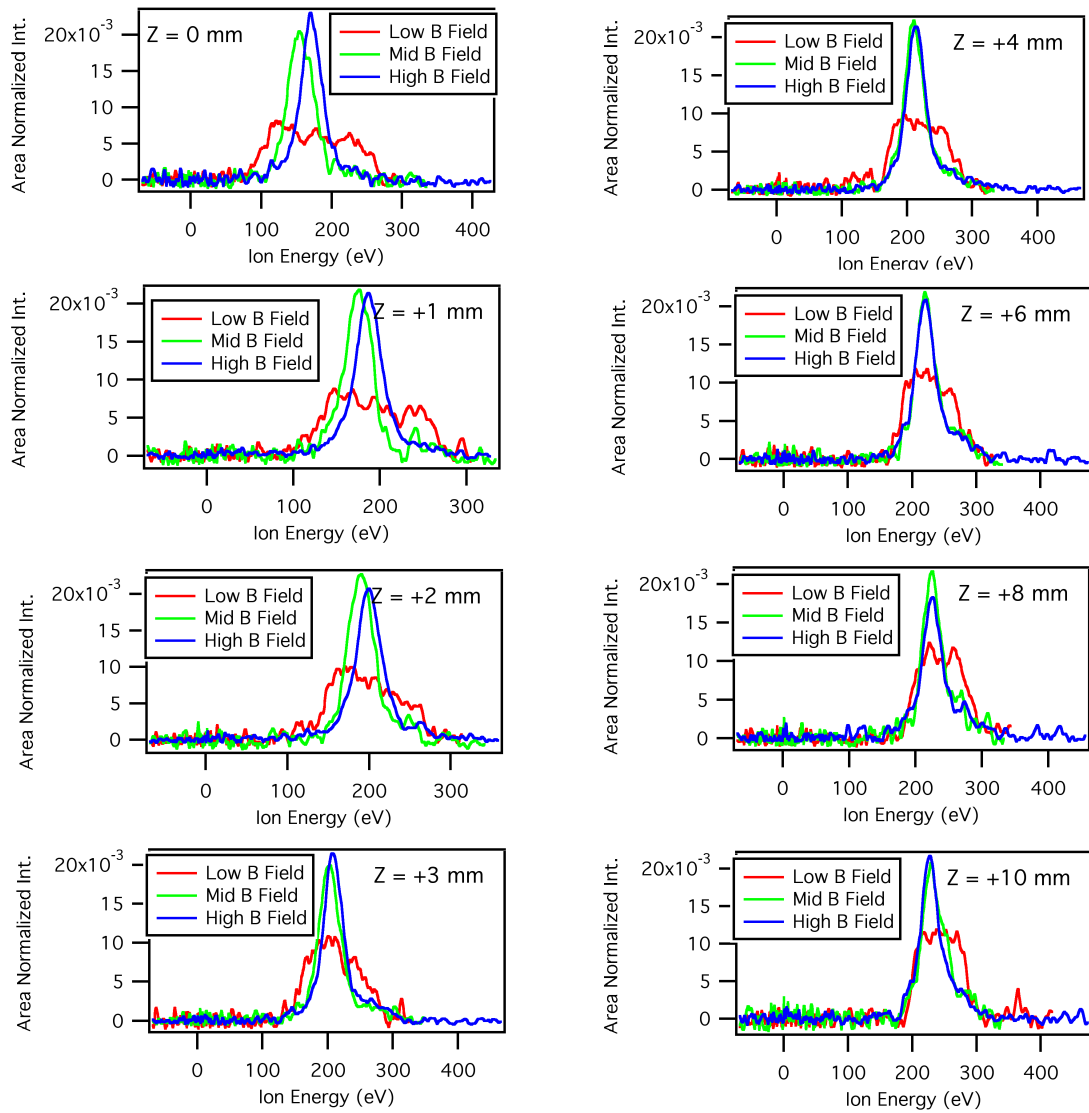 Z = 0 mm
Low B Field
Mid B Field
High B Field
20x10-3
15
10
5
0
Area Normalized Int.
0 100 200 300 400
Ion Energy (eV)
Z = +4 mm
Low B Field
Mid B Field
High B Field
20x10-3
15
10
5
0
Area Normalized Int.
0 100 200 300 400
Ion Energy (eV)
Z = +1 mm
Low B Field
Mid B Field
High B Field
20x10-3
15
10
5
0
Area Normalized Int.
0 100 200 300
Ion Energy (eV)
Z = +6 mm
Low B Field
Mid B Field
High B Field
20x10-3
15
10
5
0
Area Normalized Int.
0 100 200 300 400
Ion Energy (eV)
Z = +2 mm
Low B Field
Mid B Field
High B Field
20x10-3
15
10
5
0
Area Normalized Int.
0 100 200 300
Ion Energy (eV)
Z = +8 mm
Low B Field
Mid B Field
High B Field
20x10-3
15
10
5
0
Area Normalized Int.
0 100 200 300 400
Ion Energy (eV)
Z = +3 mm
Low B Field
Mid B Field
High B Field
20x10-3
15
10
5
0
Area Normalized Int.
0 100 200 300 400
Ion Energy (eV)
Z = +10 mm
Low B Field
Mid B Field
High B Field
20x10-3
15
10
5
0
Area Normalized Int.
0 100 200 300 400
Ion Energy (eV)